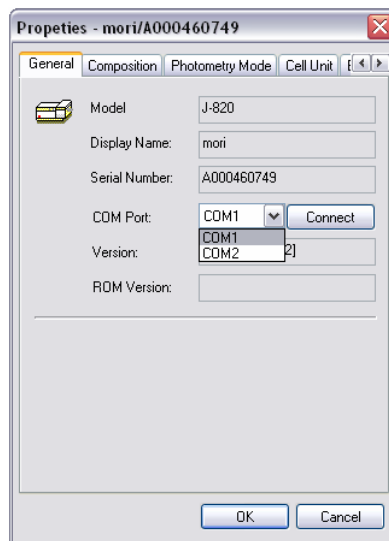 Propeties - mori/A000460749
General Composition Photometry Mode Cell Unit
Model J-820
Display Name: mori
Serial Number: A000460749
COM Port: COM1 Connect
COM1
Version: 2]
COM2
ROM Version:
OK Cancel